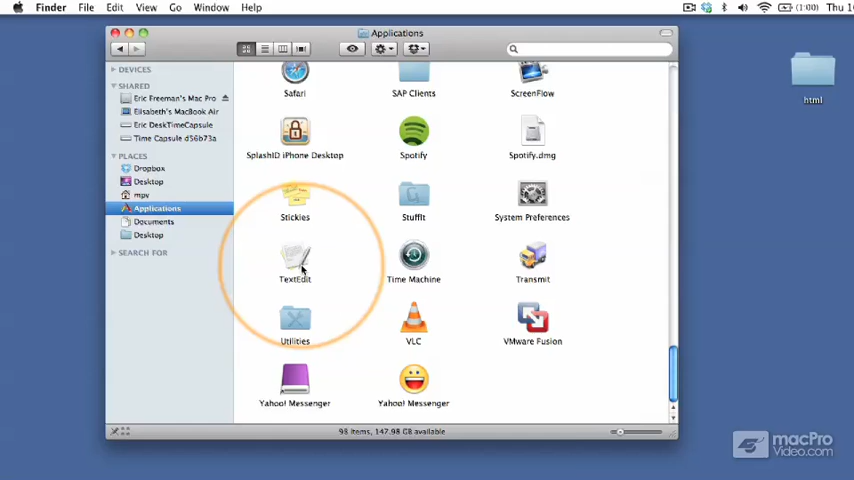 Finder File Edit View Go Window Help (1:00) Thu 1
Applications
DEVICES
SHARED
Eric Freeman's Mac Pro
Elisabeth's MacBook Air
Eric DeskTimeCapsule
Time Capsule d56b73a
PLACES
Dropbox
Desktop
mpv
Applications
Documents
Desktop
SEARCH FOR
Safari SAP Clients ScreenFlow
SplashID iPhone Desktop Spotify Spotify.dmg
Stickies StuffIt System Preferences
TextEdit Time Machine Transmit
Utilities VLC VMware Fusion
Yahoo! Messenger Yahoo! Messenger
98 items, 147.98 GB available
html
macPro
Video.com